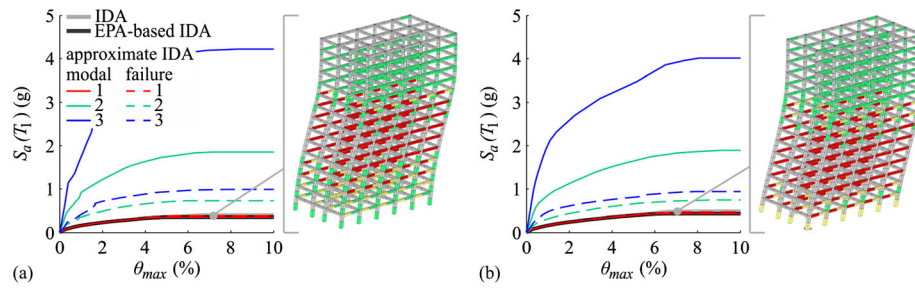 5
IDA
EPA-based IDA
4
approximate IDA
modal failure
1 1
2 2
3 3
3
2
1
0
Sa(T1) (g)
0 2 4 6 8 10
(a) θmax (%)
5
4
3
2
1
0
Sa(T1) (g)
0 2 4 6 8 10
(b) θmax (%)